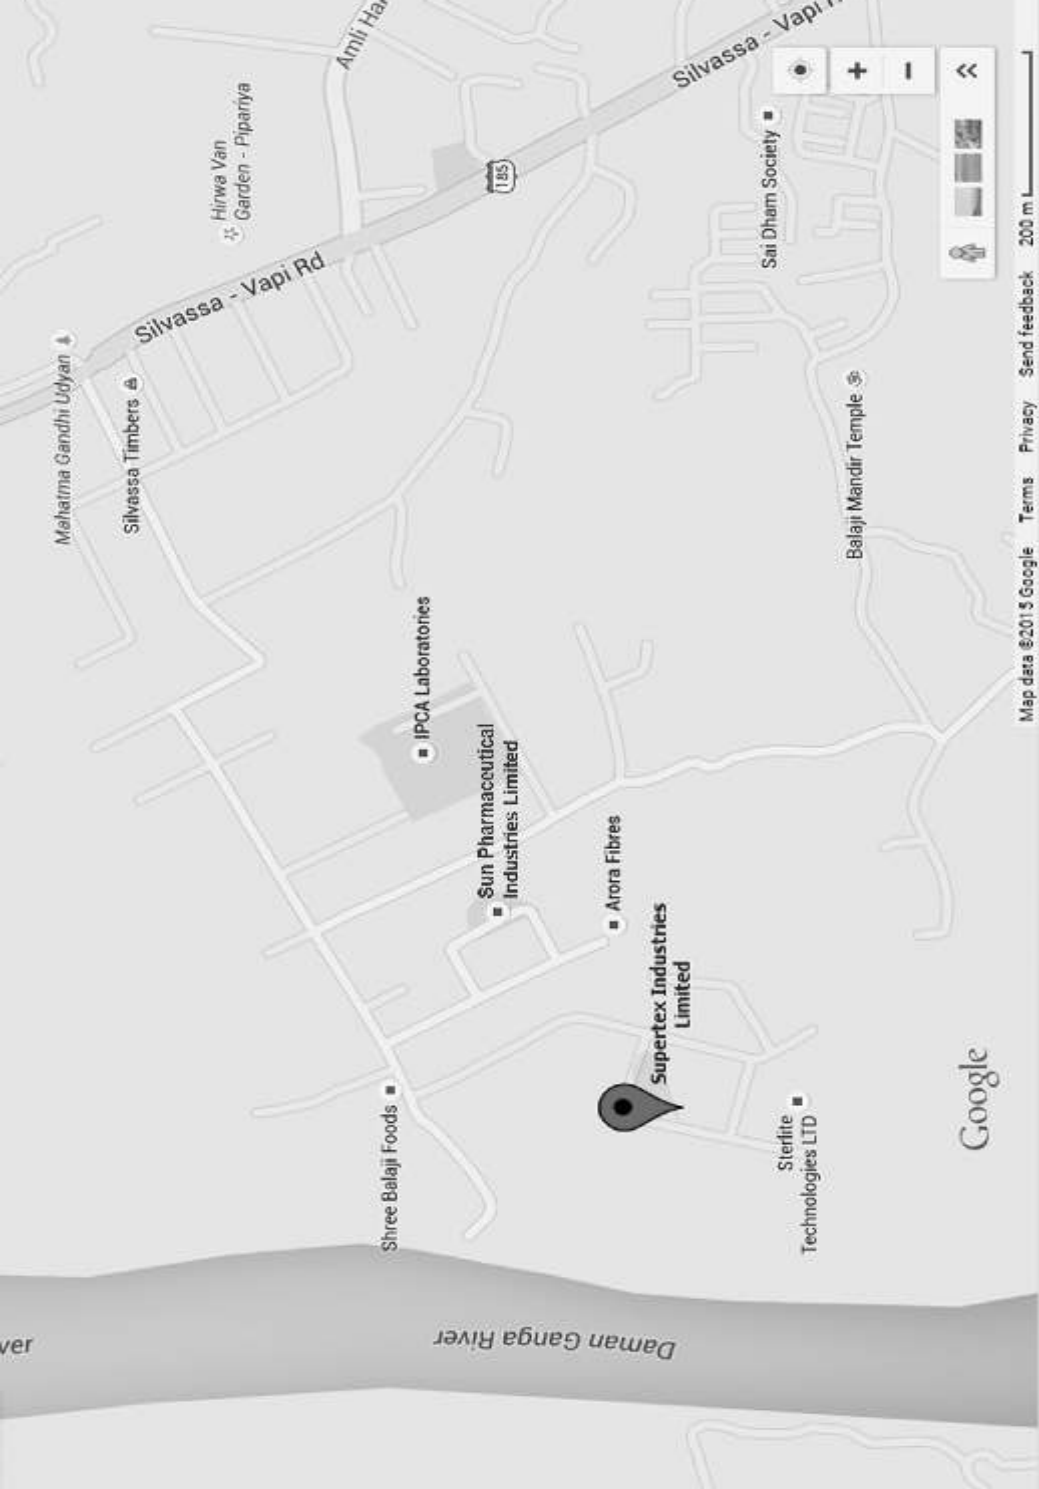 Mahatma Gandhi Udyan
Silvassa Timbers
Silvassa - Vapi Rd
Hirwa Van
Garden - Pipariya
Amli
185
Silvassa - Vapi
Sai Dham Society
Balaji Mandir Temple
IPCA Laboratories
Sun Pharmaceutical
Industries Limited
Arora Fibres
Supertex Industries
Limited
Shree Balaji Foods
Sterlite
Technologies LTD
Daman Ganga River
ver
Google
Map data ©2015 Google Terms Privacy Send feedback 200 m